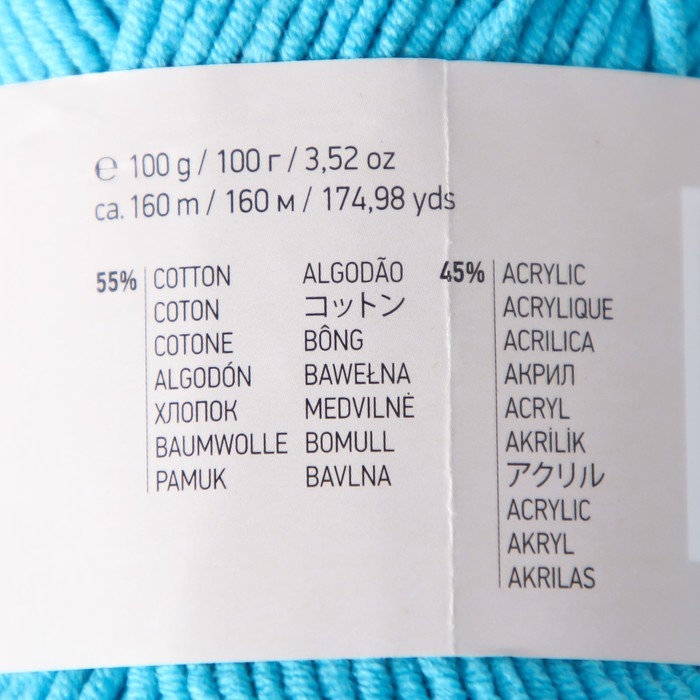 ℮ 100 g / 100 г / 3,52 oz
ca. 160 m / 160 м / 174,98 yds
55%
COTTON
COTON
COTONE
ALGODÓN
ХЛОПОК
BAUMWOLLE
PAMUK
ALGODÃO
コットン
BÔNG
BAWEŁNA
MEDVILNĖ
BOMULL
BAVLNA
45%
ACRYLIC
ACRYLIQUE
ACRILICA
АКРИЛ
ACRYL
AKRİLİK
アクリル
ACRYLIC
AKRYL
AKRILAS